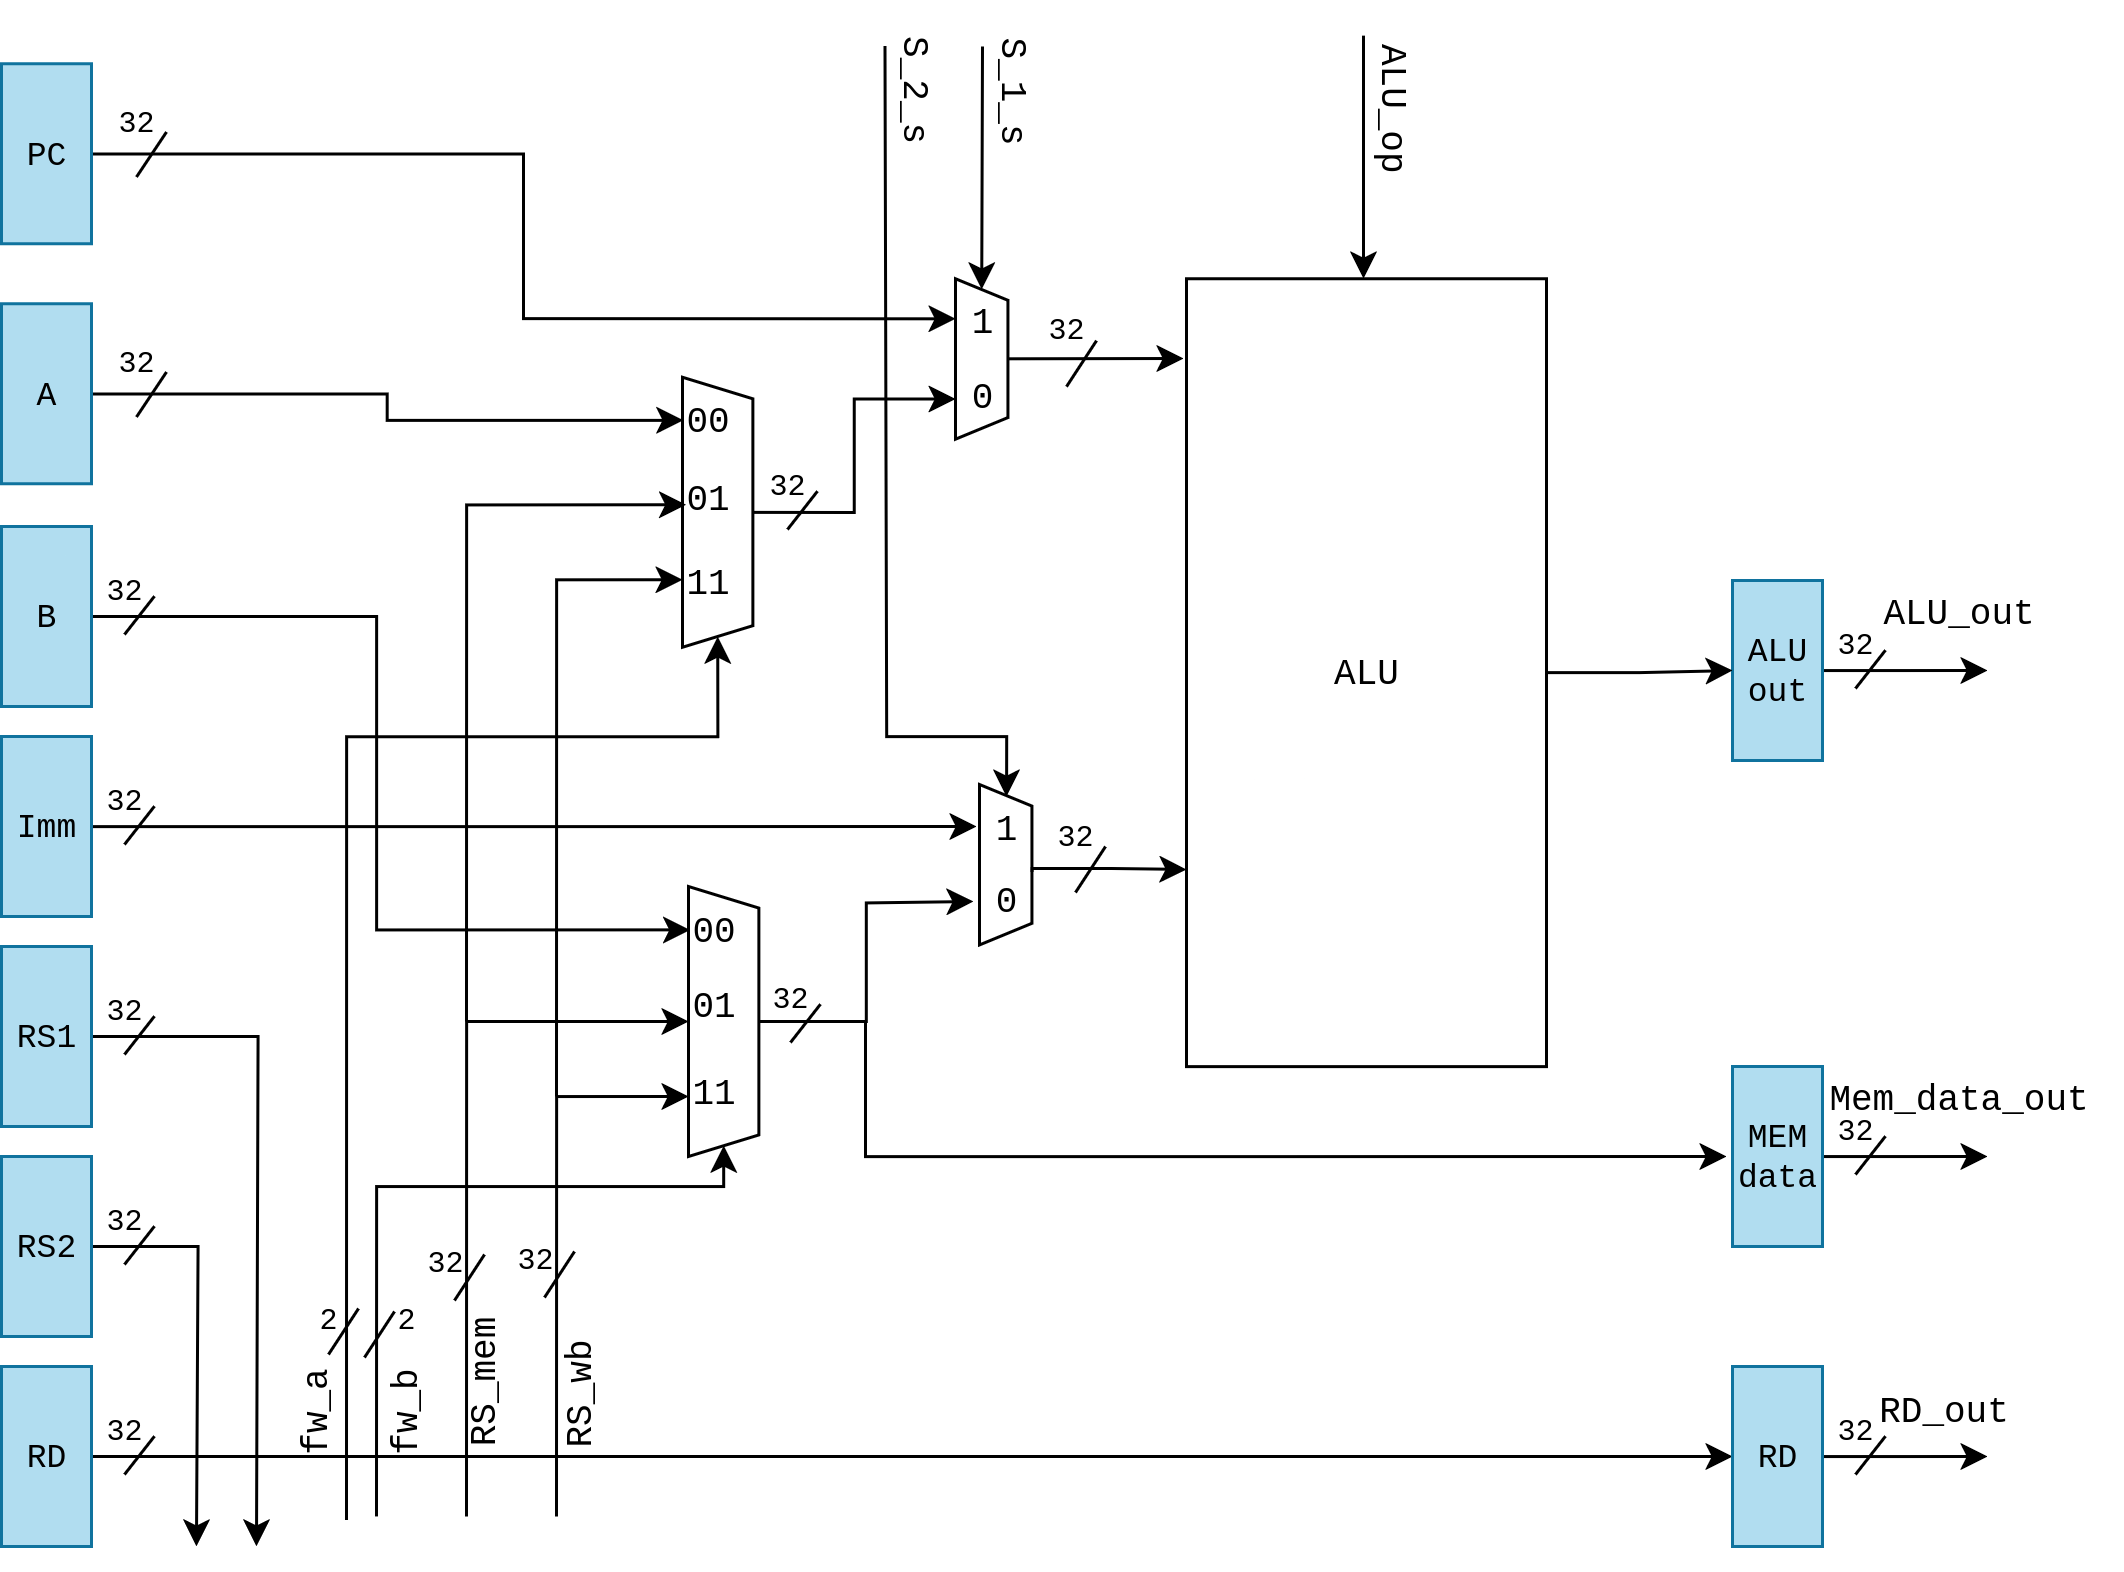 S_2_s
S_1_s
ALU_op
32
PC
32
A
32
B
32
Imm
32
RS1
32
RS2
32
RD
00
01
11
32
1
0
32
00
01
11
32
1
0
32
2
2
32
32
fw_a
fw_b
RS_mem
RS_wb
ALU
ALU
out
32
ALU_out
MEM
data
Mem_data_out
32
RD
32
RD_out